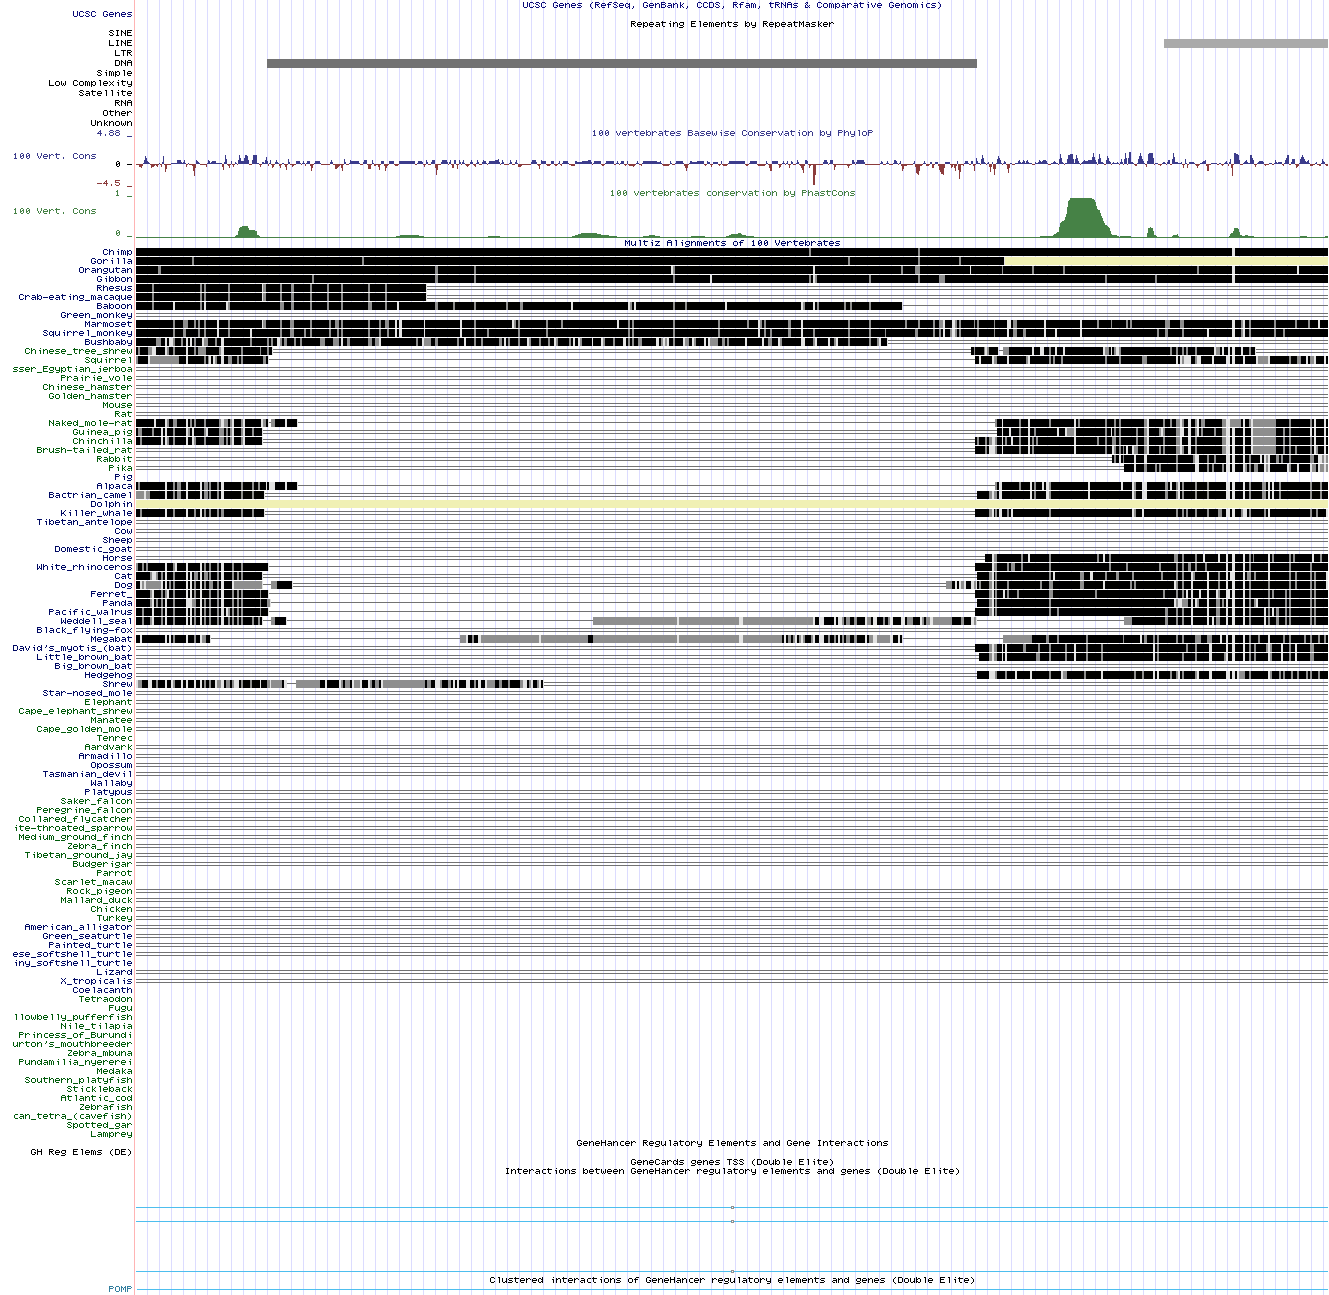 UCSC Genes (RefSeq, GenBank, CCDS, Rfam, tRNAs & Comparative Genomics)
UCSC Genes
Repeating Elements by RepeatMasker
SINE
LINE
LTR
DNA
Simple
Low Complexity
Satellite
RNA
Other
Unknown
4.88 _
100 vertebrates Basewise Conservation by PhyloP
100 Vert. Cons
0 _
-4.5 _
1 _
100 vertebrates conservation by PhastCons
100 Vert. Cons
0 _
Multiz Alignments of 100 Vertebrates
Chimp
Gorilla
Orangutan
Gibbon
Rhesus
Crab-eating_macaque
Baboon
Green_monkey
Marmoset
Squirrel_monkey
Bushbaby
Chinese_tree_shrew
Squirrel
sser_Egyptian_jerboa
Prairie_vole
Chinese_hamster
Golden_hamster
Mouse
Rat
Naked_mole-rat
Guinea_pig
Chinchilla
Brush-tailed_rat
Rabbit
Pika
Pig
Alpaca
Bactrian_camel
Dolphin
Killer_whale
Tibetan_antelope
Cow
Sheep
Domestic_goat
Horse
White_rhinoceros
Cat
Dog
Ferret_
Panda
Pacific_walrus
Weddell_seal
Black_flying-fox
Megabat
David's_myotis_(bat)
Little_brown_bat
Big_brown_bat
Hedgehog
Shrew
Star-nosed_mole
Elephant
Cape_elephant_shrew
Manatee
Cape_golden_mole
Tenrec
Aardvark
Armadillo
Opossum
Tasmanian_devil
Wallaby
Platypus
Saker_falcon
Peregrine_falcon
Collared_flycatcher
ite-throated_sparrow
Medium_ground_finch
Zebra_finch
Tibetan_ground_jay
Budgerigar
Parrot
Scarlet_macaw
Rock_pigeon
Mallard_duck
Chicken
Turkey
American_alligator
Green_seaturtle
Painted_turtle
ese_softshell_turtle
iny_softshell_turtle
Lizard
X_tropicalis
Coelacanth
Tetraodon
Fugu
llowbelly_pufferfish
Nile_tilapia
Princess_of_Burundi
urton's_mouthbreeder
Zebra_mbuna
Pundamilia_nyererei
Medaka
Southern_platyfish
Stickleback
Atlantic_cod
Zebrafish
can_tetra_(cavefish)
Spotted_gar
Lamprey
GeneHancer Regulatory Elements and Gene Interactions
GH Reg Elems (DE)
GeneCards genes TSS (Double Elite)
Interactions between GeneHancer regulatory elements and genes (Double Elite)
Clustered interactions of GeneHancer regulatory elements and genes (Double Elite)
POMP